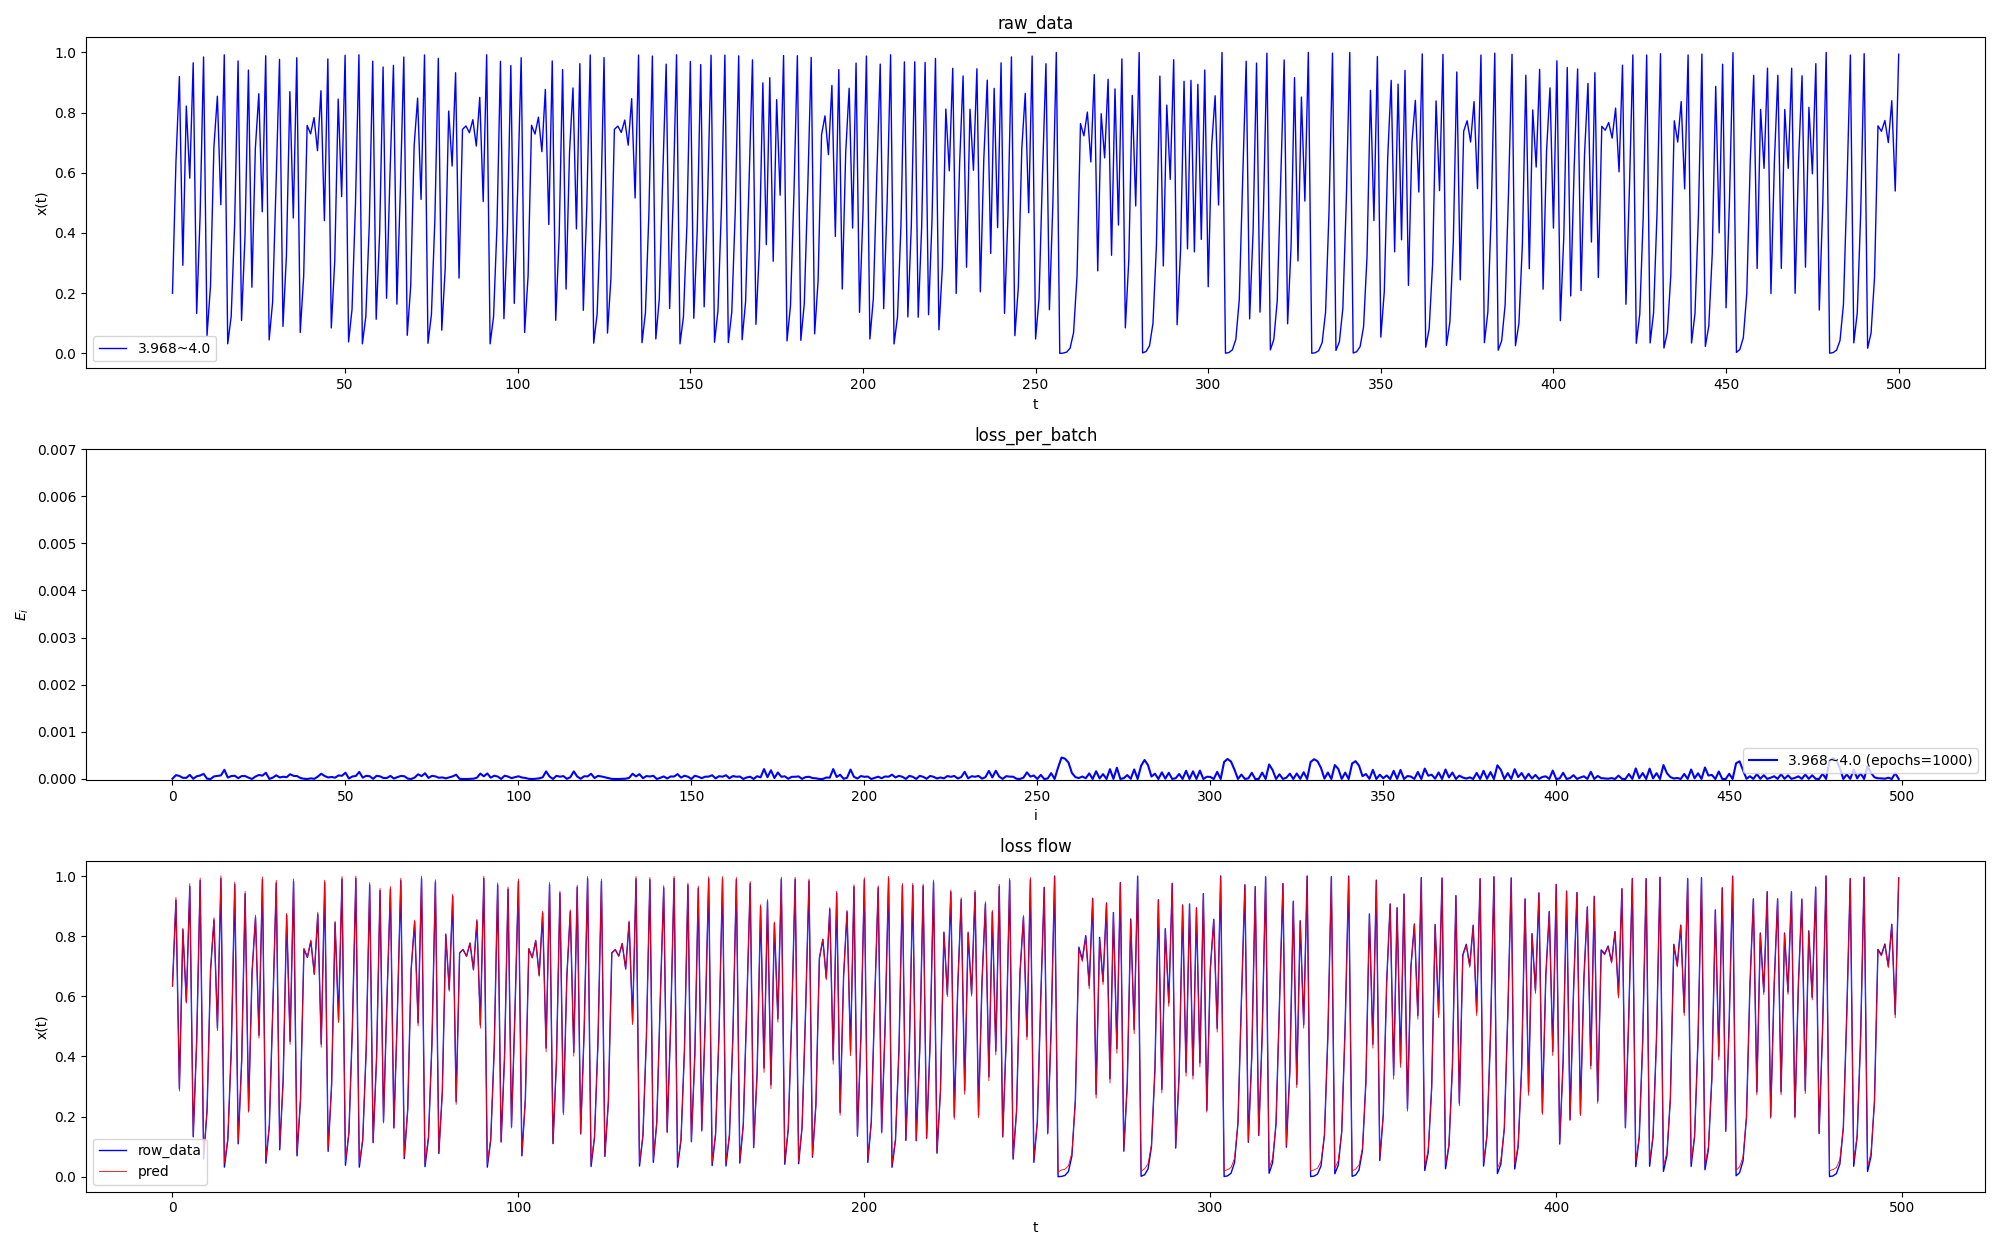 raw_data
1.0
0.8
0.6
0.4
0.2
0.0
x(t)
3.968~4.0
50 100 150 200 250 300 350 400 450 500
t
loss_per_batch
0.007
0.006
0.005
0.004
0.003
0.002
0.001
0.000
E_i
3.968~4.0 (epochs=1000)
0 50 100 150 200 250 300 350 400 450 500
i
loss flow
1.0
0.8
0.6
0.4
0.2
0.0
x(t)
row_data
pred
0 100 200 300 400 500
t